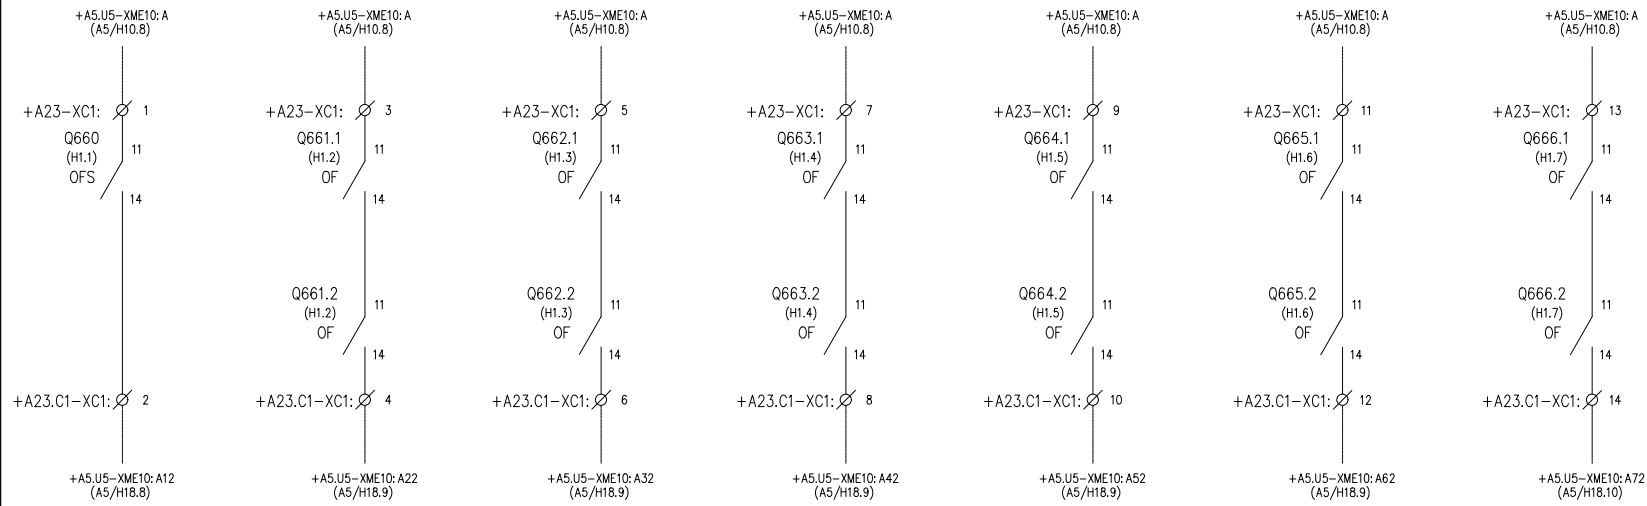 +A5.U5-XME10:A
(A5/H10.8)
+A23-XC1: 1
Q660
(H1.1)
OFS
11
14
+A23.C1-XC1: 2
+A5.U5-XME10:A12
(A5/H18.8)
+A5.U5-XME10:A
(A5/H10.8)
+A23-XC1: 3
Q661.1
(H1.2)
OF
11
14
Q661.2
(H1.2)
OF
11
14
+A23.C1-XC1: 4
+A5.U5-XME10:A22
(A5/H18.9)
+A5.U5-XME10:A
(A5/H10.8)
+A23-XC1: 5
Q662.1
(H1.3)
OF
11
14
Q662.2
(H1.3)
OF
11
14
+A23.C1-XC1: 6
+A5.U5-XME10:A32
(A5/H18.9)
+A5.U5-XME10:A
(A5/H10.8)
+A23-XC1: 7
Q663.1
(H1.4)
OF
11
14
Q663.2
(H1.4)
OF
11
14
+A23.C1-XC1: 8
+A5.U5-XME10:A42
(A5/H18.9)
+A5.U5-XME10:A
(A5/H10.8)
+A23-XC1: 9
Q664.1
(H1.5)
OF
11
14
Q664.2
(H1.5)
OF
11
14
+A23.C1-XC1: 10
+A5.U5-XME10:A52
(A5/H18.9)
+A5.U5-XME10:A
(A5/H10.8)
+A23-XC1: 11
Q665.1
(H1.6)
OF
11
14
Q665.2
(H1.6)
OF
11
14
+A23.C1-XC1: 12
+A5.U5-XME10:A62
(A5/H18.9)
+A5.U5-XME10:A
(A5/H10.8)
+A23-XC1: 13
Q666.1
(H1.7)
OF
11
14
Q666.2
(H1.7)
OF
11
14
+A23.C1-XC1: 14
+A5.U5-XME10:A72
(A5/H18.10)